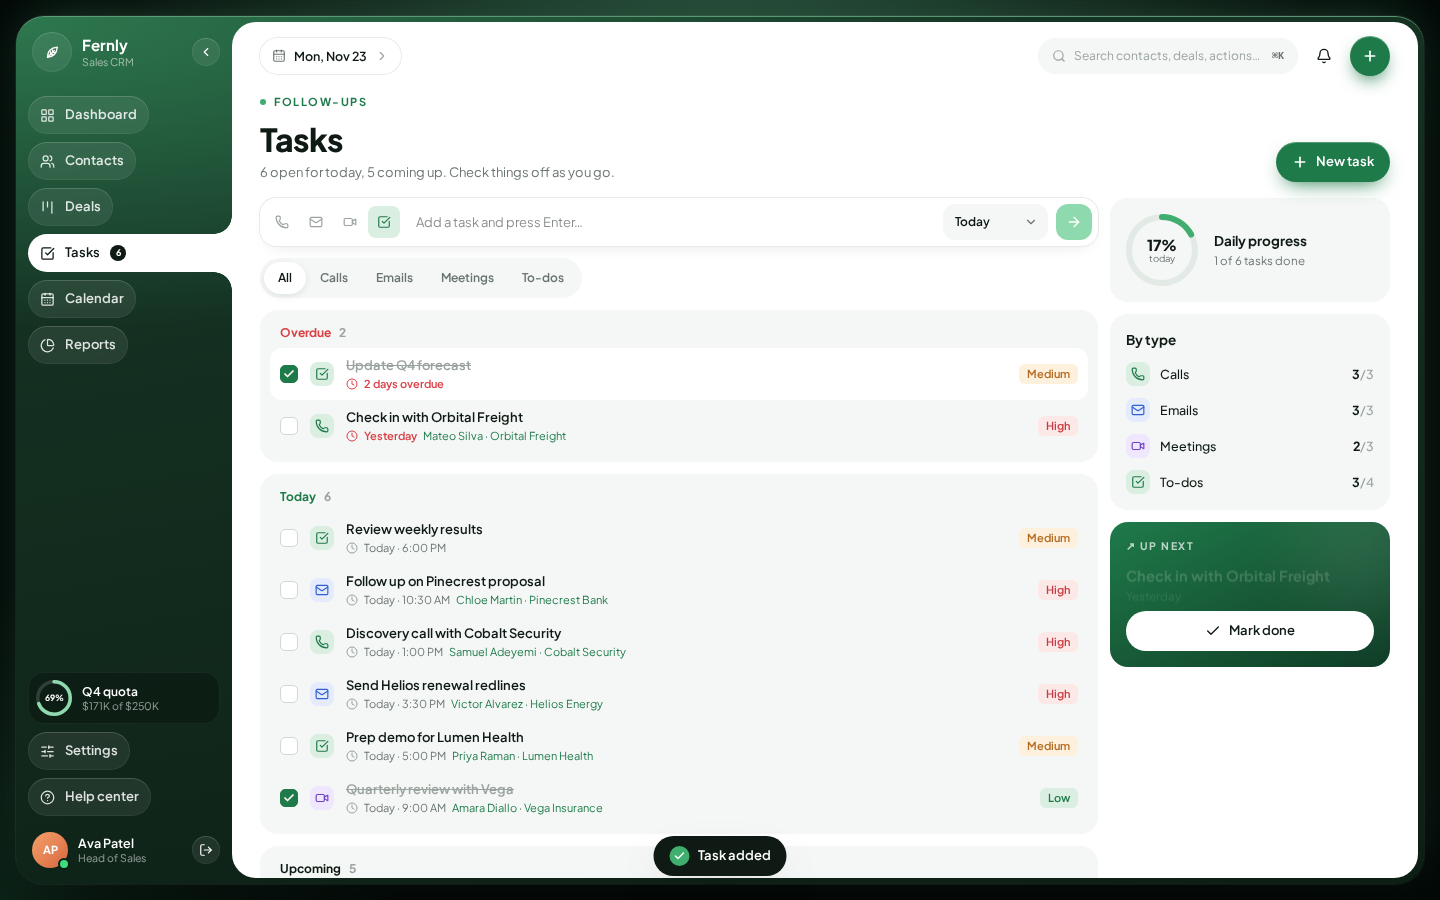 Fernly
Sales CRM
Dashboard
Contacts
Deals
Tasks 6
Calendar
Reports
69%
Q4 quota
$171K of $250K
Settings
Help center
AP
Ava Patel
Head of Sales
Mon, Nov 23
Search contacts, deals, actions... ⌘K
FOLLOW-UPS
Tasks
6 open for today, 5 coming up. Check things off as you go.
New task
Add a task and press Enter...
Today
All Calls Emails Meetings To-dos
Overdue 2
Update Q4 forecast
2 days overdue
Medium
Check in with Orbital Freight
Yesterday Mateo Silva · Orbital Freight
High
Today 6
Review weekly results
Today · 6:00 PM
Medium
Follow up on Pinecrest proposal
Today · 10:30 AM Chloe Martin · Pinecrest Bank
High
Discovery call with Cobalt Security
Today · 1:00 PM Samuel Adeyemi · Cobalt Security
High
Send Helios renewal redlines
Today · 3:30 PM Victor Alvarez · Helios Energy
High
Prep demo for Lumen Health
Today · 5:00 PM Priya Raman · Lumen Health
Medium
Quarterly review with Vega
Today · 9:00 AM Amara Diallo · Vega Insurance
Low
Upcoming 5
Task added
17%
today
Daily progress
1 of 6 tasks done
By type
Calls 3/3
Emails 3/3
Meetings 2/3
To-dos 3/4
↗ UP NEXT
Check in with Orbital Freight
Yesterday
Mark done